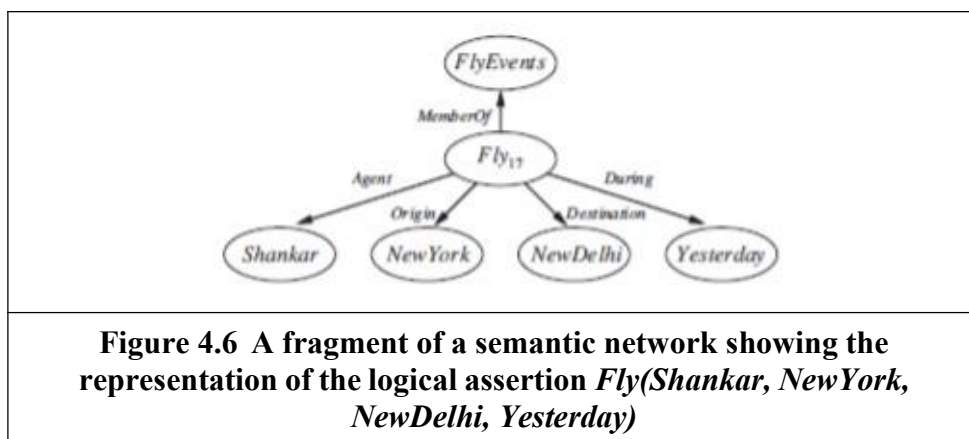 FlyEvents
MemberOf
Fly₁₇
Agent
During
Origin
Destination
Shankar
NewYork
NewDelhi
Yesterday
Figure 4.6 A fragment of a semantic network showing the
representation of the logical assertion Fly(Shankar, NewYork,
NewDelhi, Yesterday)